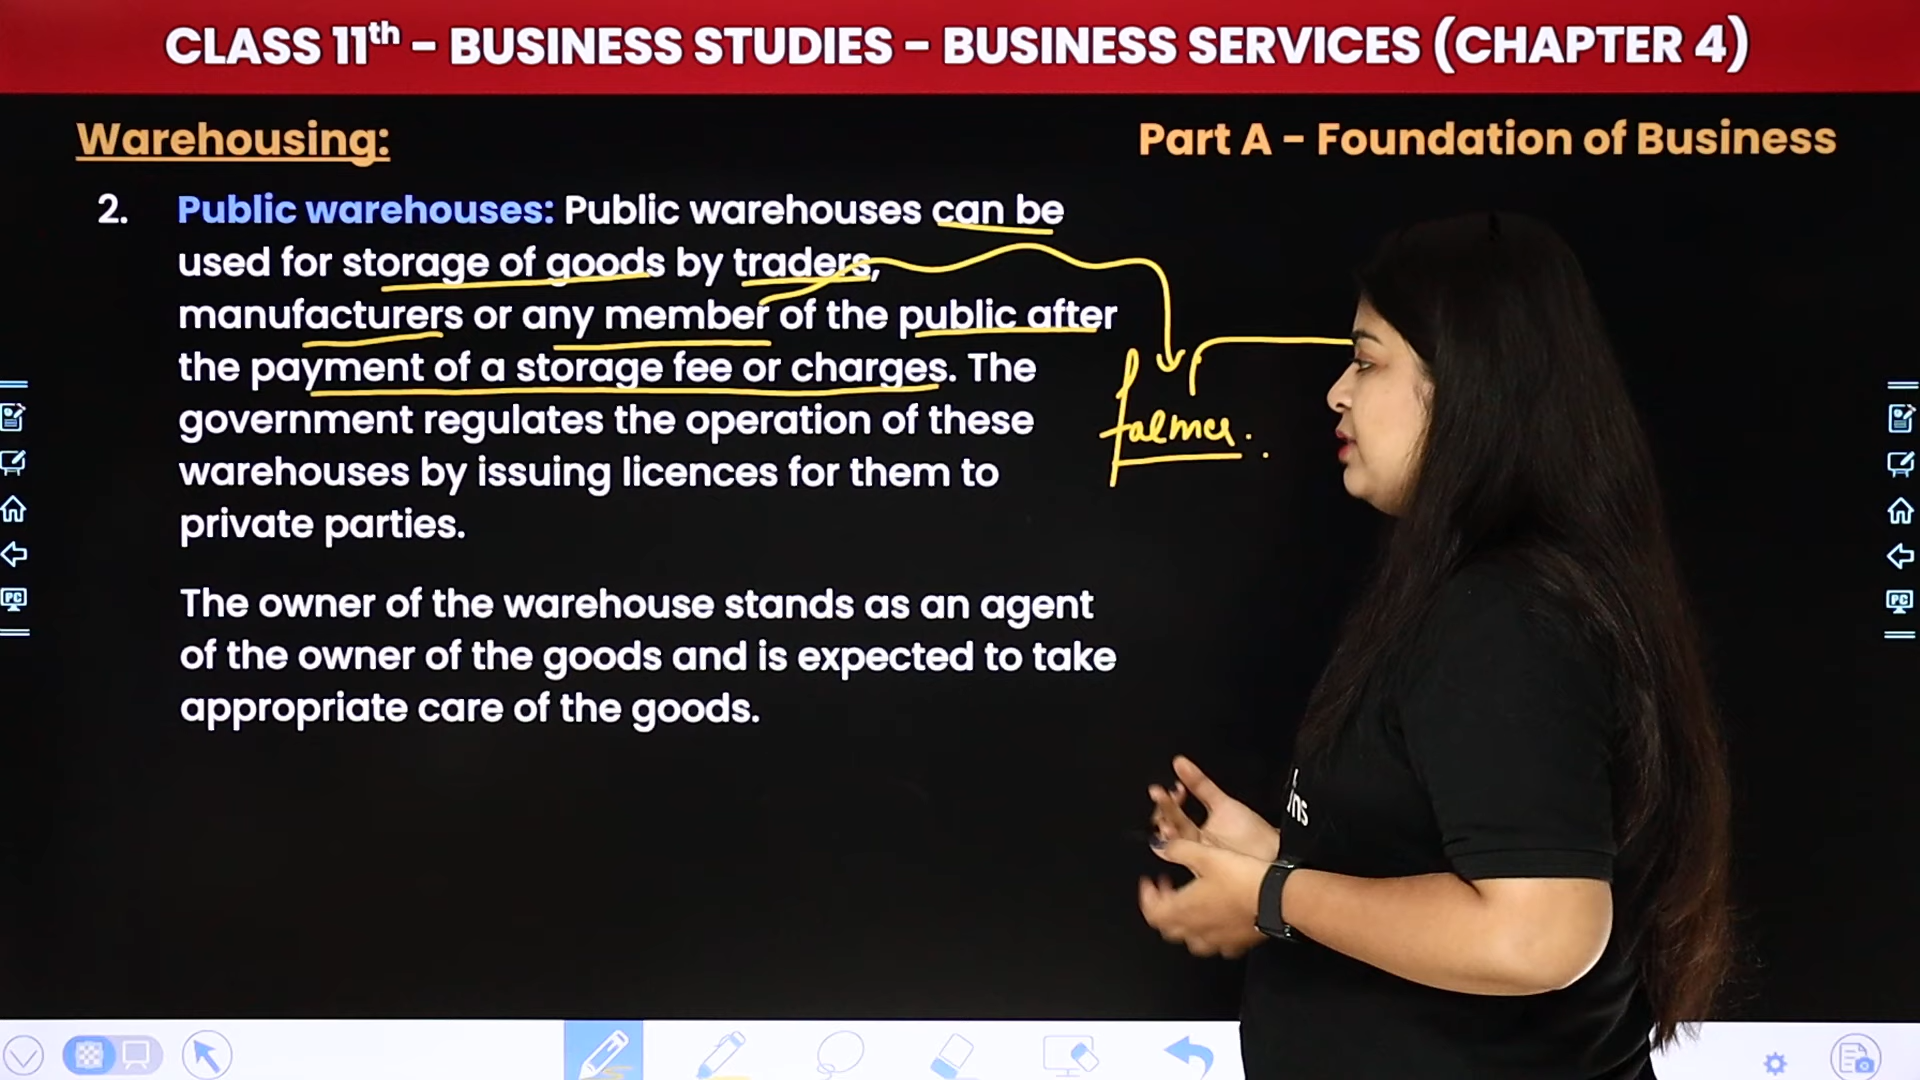 CLASS 11th – BUSINESS STUDIES – BUSINESS SERVICES (CHAPTER 4)
Warehousing:
Part A – Foundation of Business
2. Public warehouses: Public warehouses can be
used for storage of goods by traders,
manufacturers or any member of the public after
the payment of a storage fee or charges. The
government regulates the operation of these
warehouses by issuing licences for them to
private parties.
farmer.
The owner of the warehouse stands as an agent
of the owner of the goods and is expected to take
appropriate care of the goods.
PC
PC